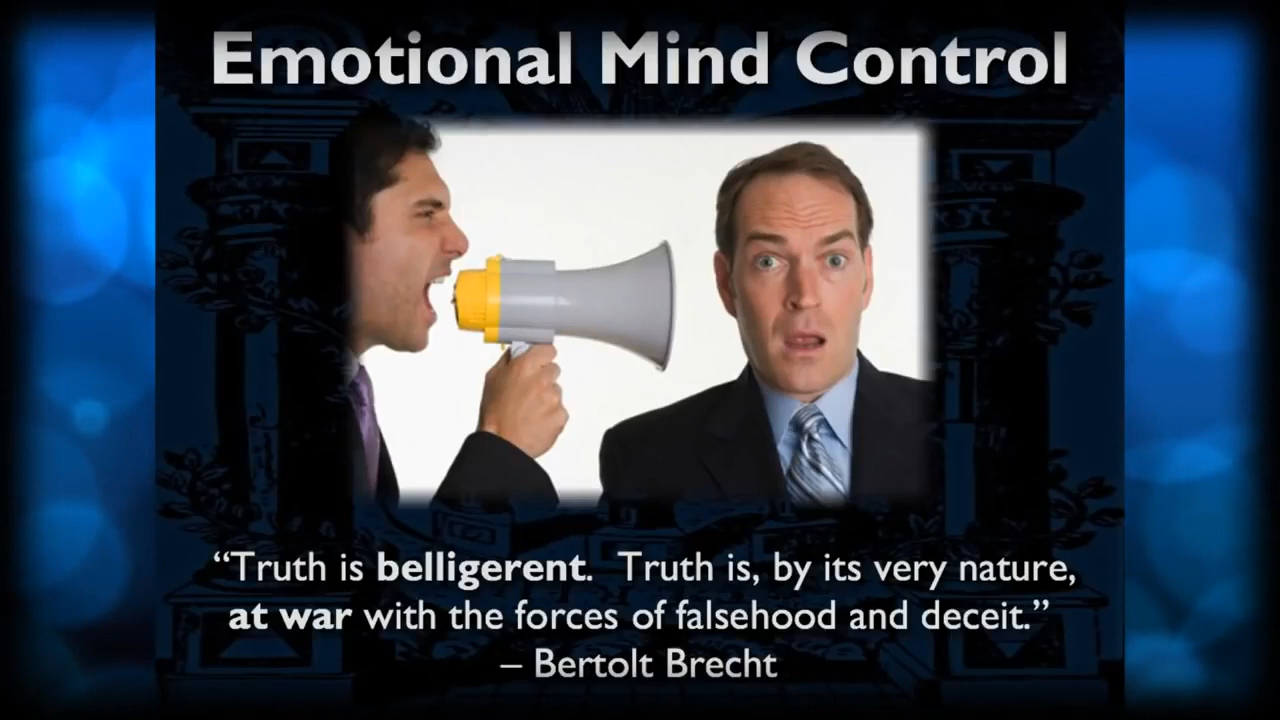 Emotional Mind Control
“Truth is belligerent. Truth is, by its very nature,
at war with the forces of falsehood and deceit.”
– Bertolt Brecht